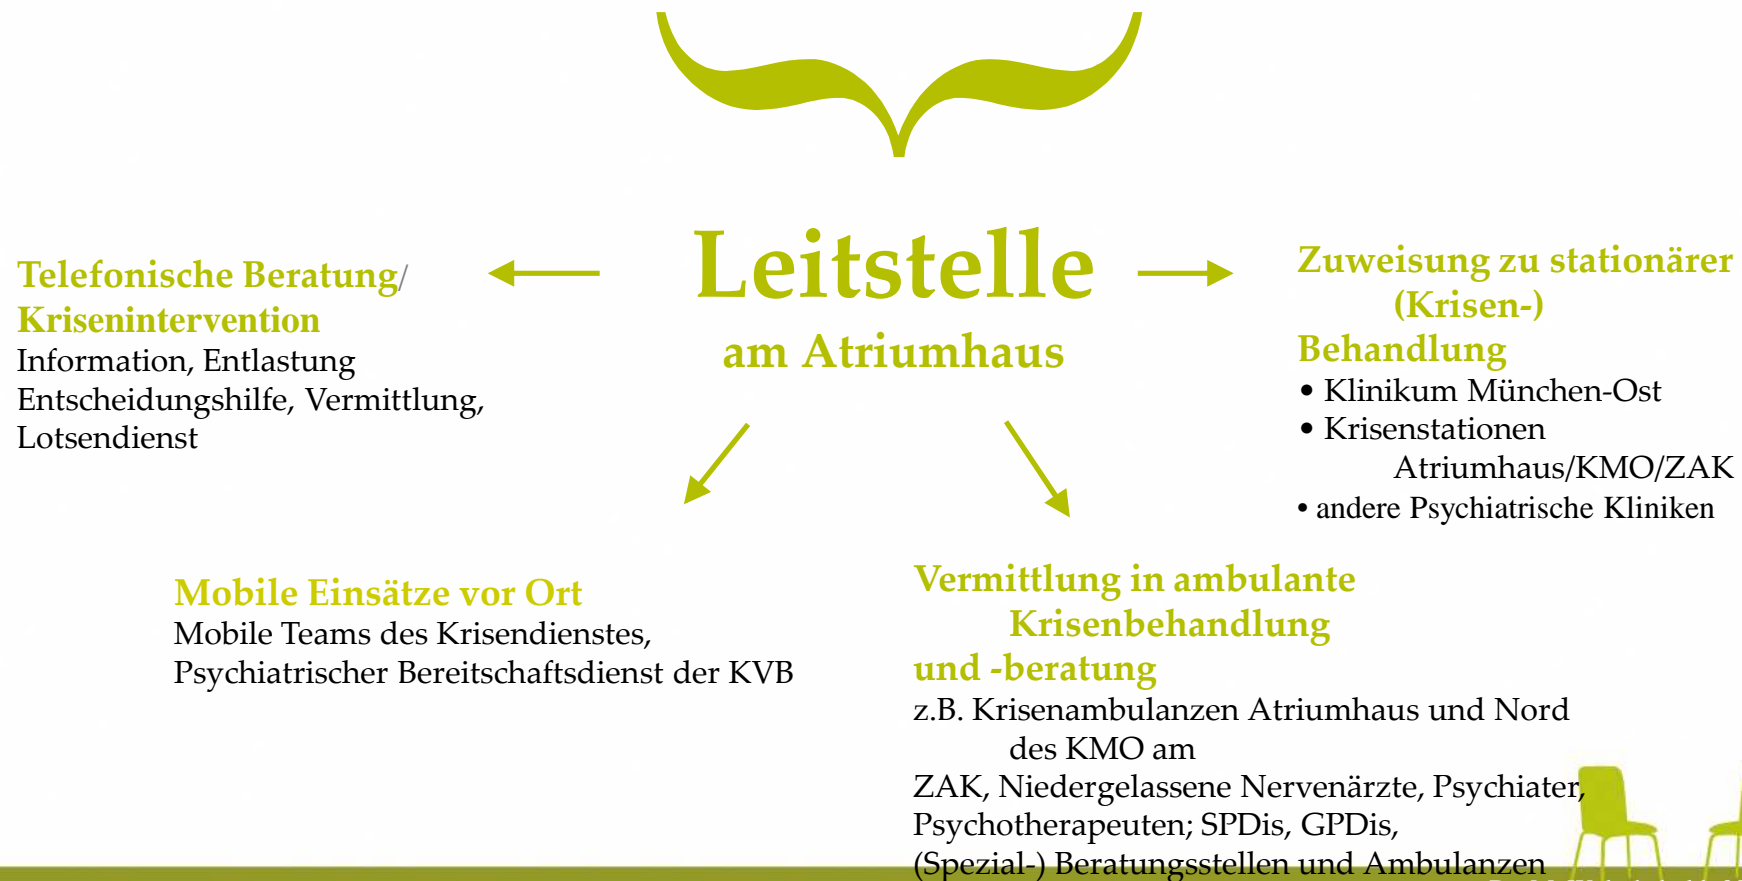 Leitstelle
am Atriumhaus
Telefonische Beratung/
Krisenintervention
Information, Entlastung
Entscheidungshilfe, Vermittlung,
Lotsendienst
Zuweisung zu stationärer
(Krisen-)
Behandlung
• Klinikum München-Ost
• Krisenstationen
Atriumhaus/KMO/ZAK
• andere Psychiatrische Kliniken
Mobile Einsätze vor Ort
Mobile Teams des Krisendienstes,
Psychiatrischer Bereitschaftsdienst der KVB
Vermittlung in ambulante
Krisenbehandlung
und -beratung
z.B. Krisenambulanzen Atriumhaus und Nord
des KMO am
ZAK, Niedergelassene Nervenärzte, Psychiater,
Psychotherapeuten; SPDis, GPDis,
(Spezial-) Beratungsstellen und Ambulanzen